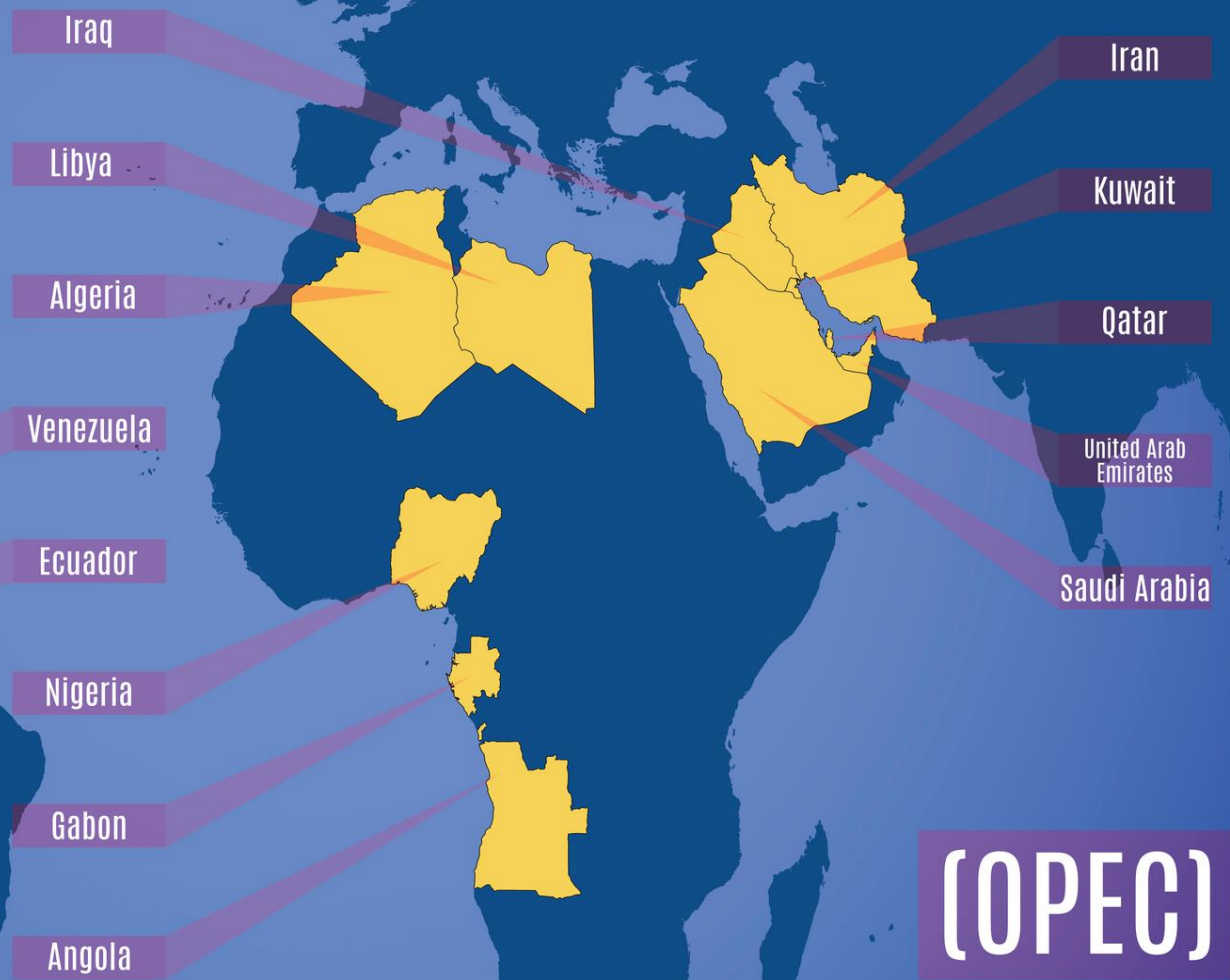 Iraq
Libya
Algeria
Venezuela
Ecuador
Nigeria
Gabon
Angola
Iran
Kuwait
Qatar
United Arab
Emirates
Saudi Arabia
(OPEC)